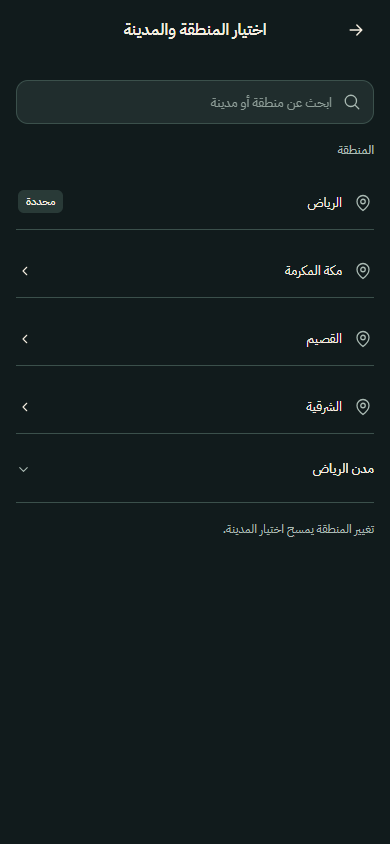 اختيار المنطقة والمدينة
ابحث عن منطقة أو مدينة
المنطقة
الرياض
محددة
مكة المكرمة
القصيم
الشرقية
مدن الرياض
تغيير المنطقة يمسح اختيار المدينة.